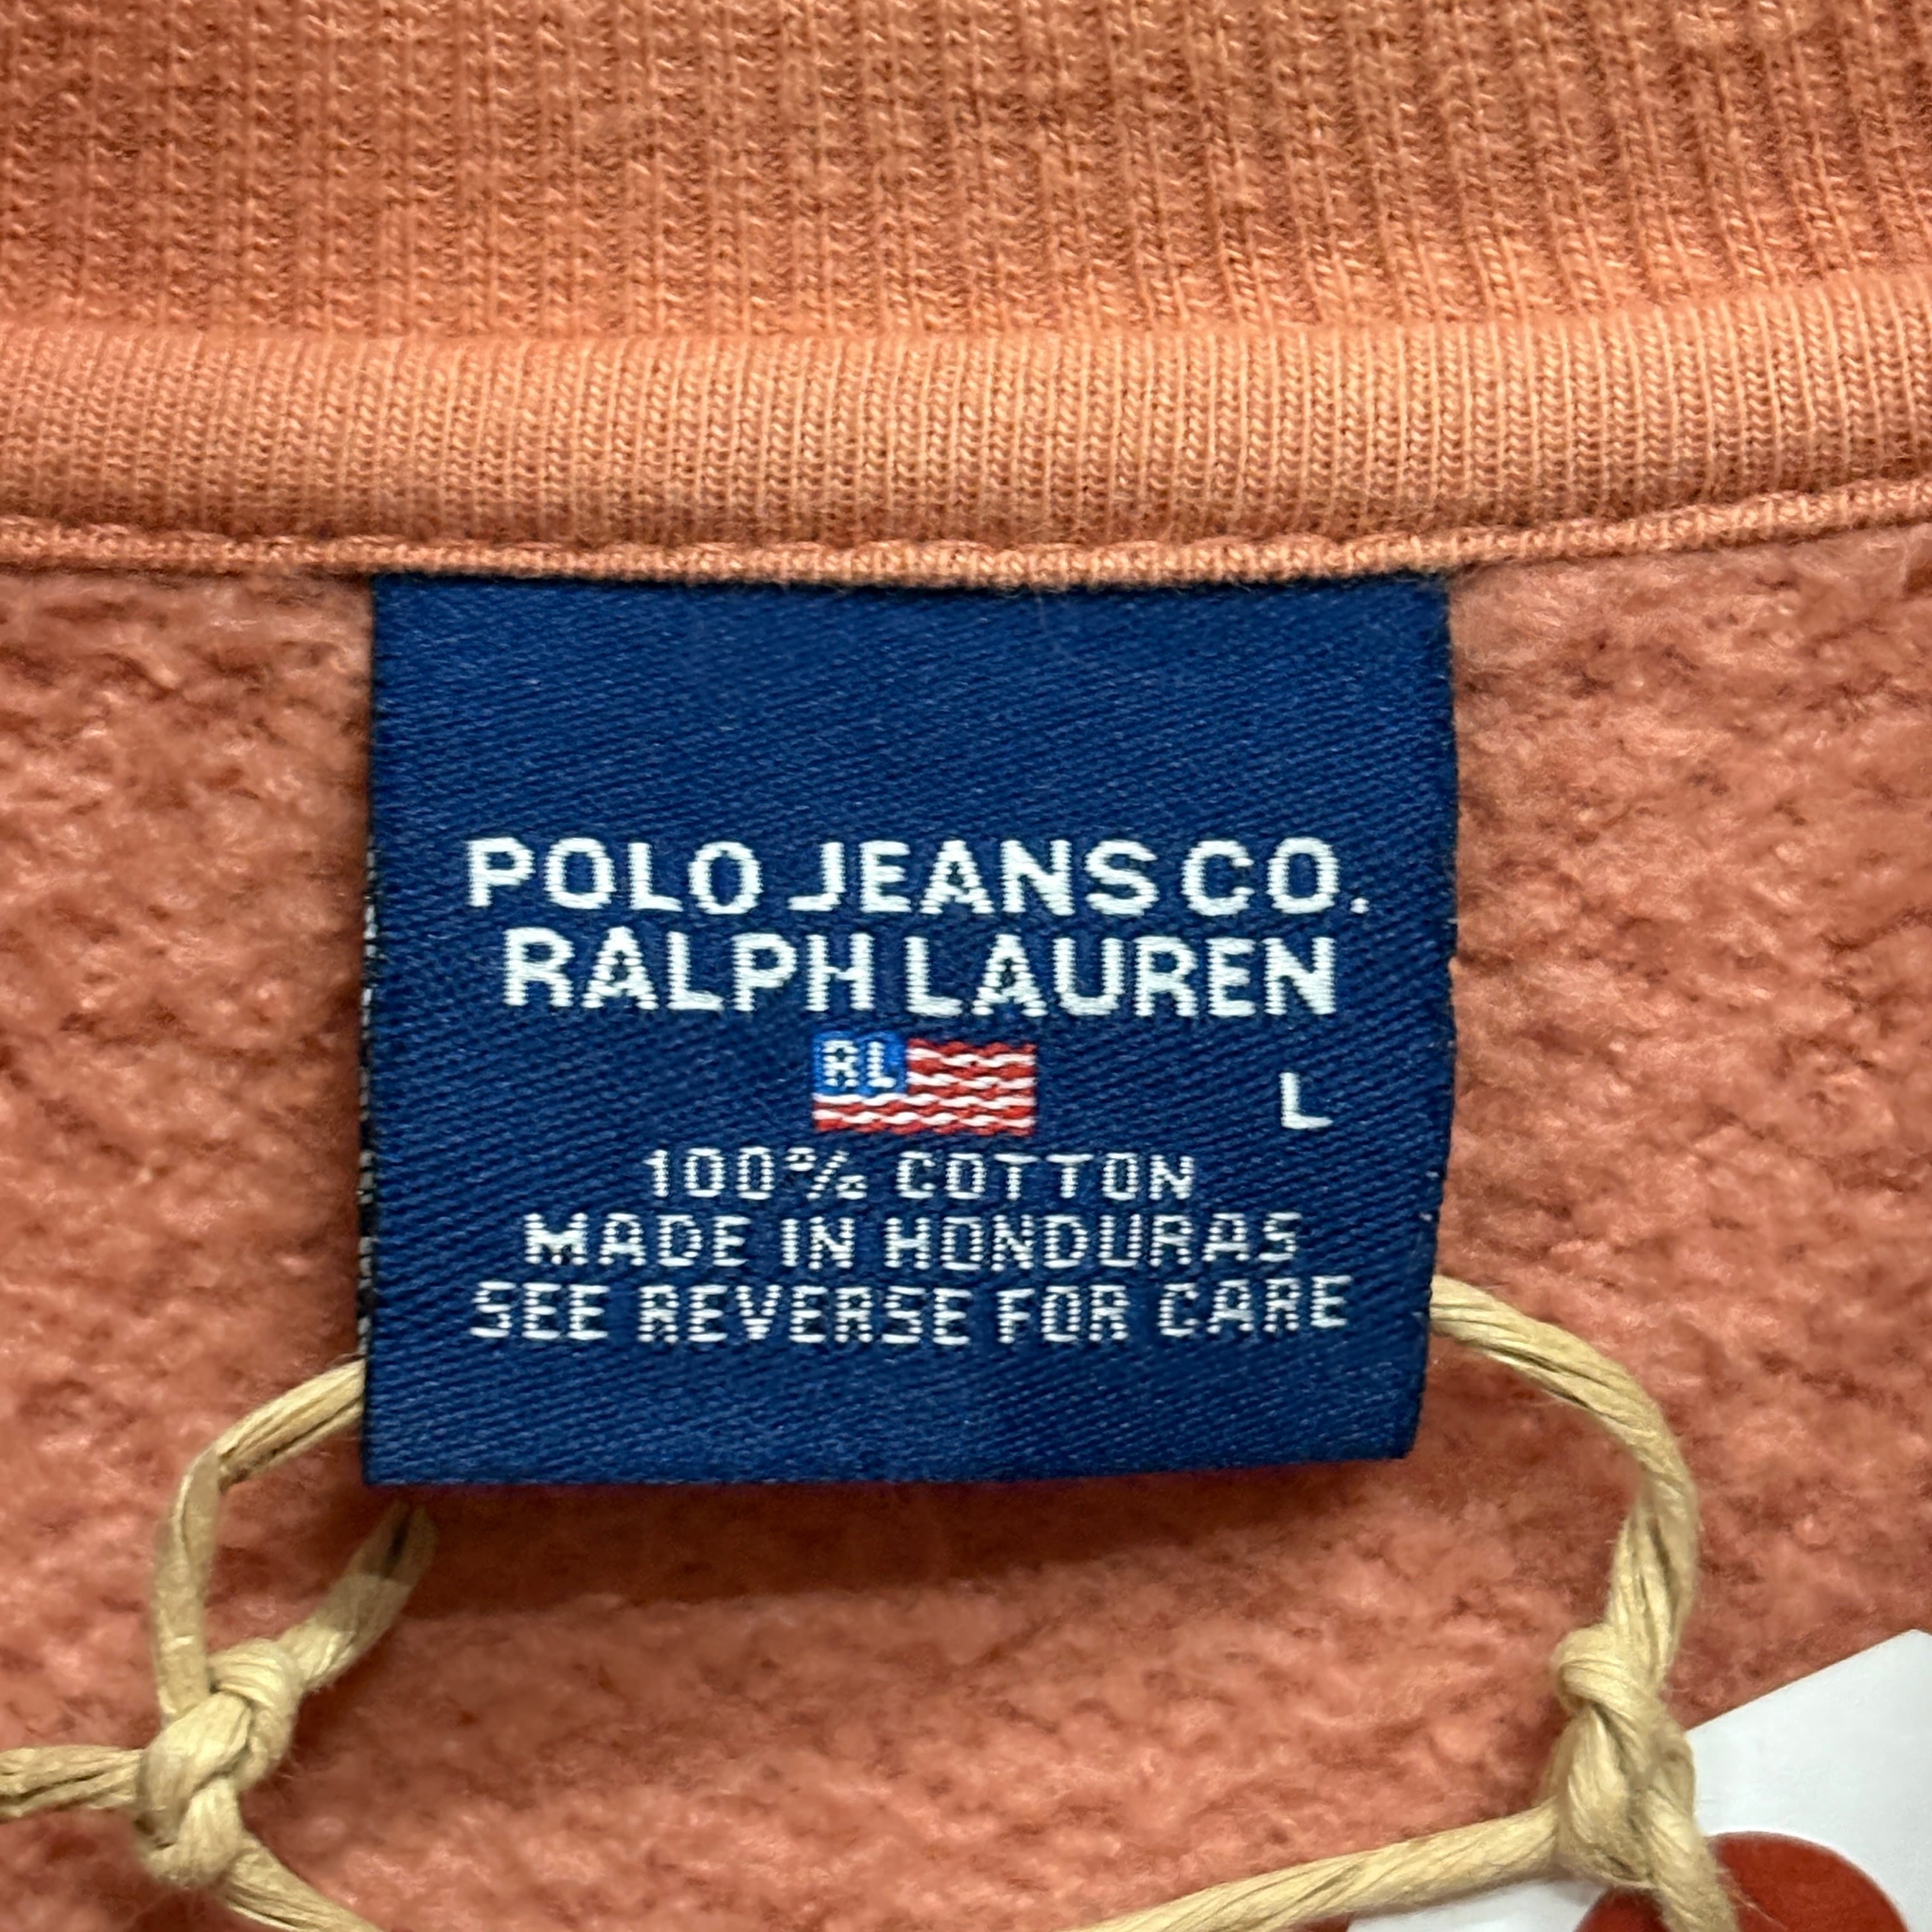 POLO JEANS CO.
RALPH LAUREN
RL
L
100% COTTON
MADE IN HONDURAS
SEE REVERSE FOR CARE